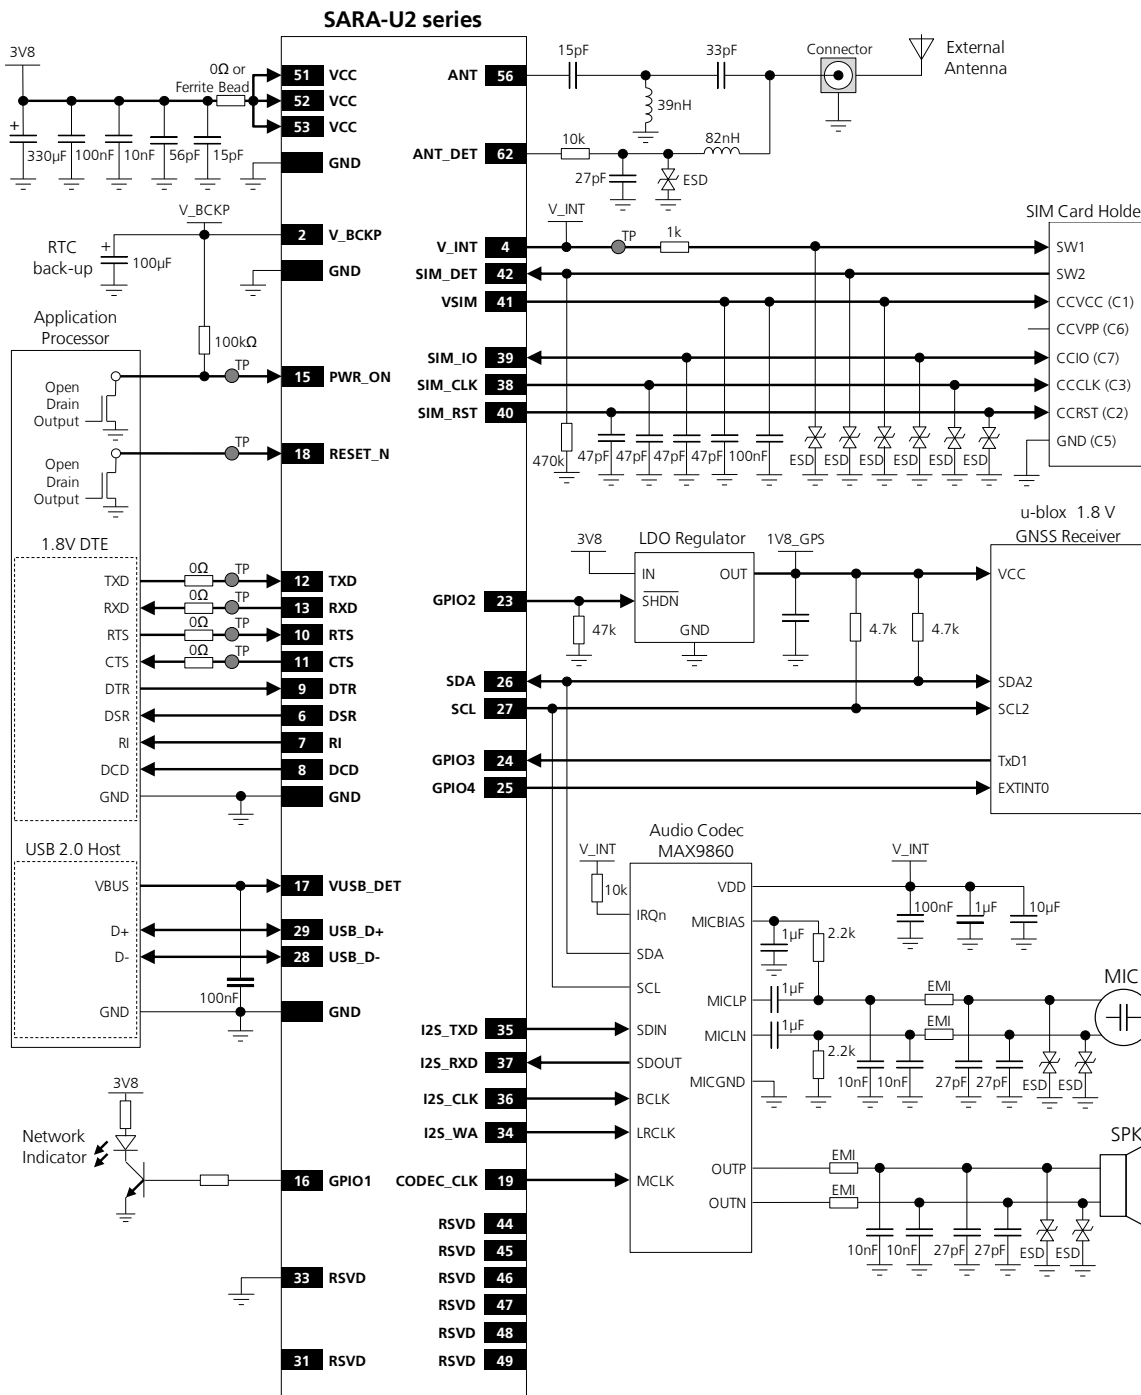 SARA-U2 series
3V8
0Ω or
Ferrite Bead
330µF 100nF 10nF 56pF 15pF
51 VCC
52 VCC
53 VCC
GND
V_BCKP
2 V_BCKP
GND
RTC
back-up
100µF
Application
Processor
100kΩ
TP
15 PWR_ON
Open
Drain
Output
TP
18 RESET_N
Open
Drain
Output
1.8V DTE
TXD 0Ω TP 12 TXD
RXD 0Ω TP 13 RXD
RTS 0Ω TP 10 RTS
CTS 0Ω TP 11 CTS
DTR 9 DTR
DSR 6 DSR
RI 7 RI
DCD 8 DCD
GND GND
USB 2.0 Host
VBUS 17 VUSB_DET
D+ 29 USB_D+
D- 28 USB_D-
100nF
GND GND
3V8
Network
Indicator
16 GPIO1
33 RSVD
31 RSVD
ANT 56
15pF
33pF
39nH
Connector
External
Antenna
ANT_DET 62
10k
82nH
27pF
ESD
V_INT
V_INT 4
TP
1k
SIM_DET 42
VSIM 41
SIM_IO 39
SIM_CLK 38
SIM_RST 40
470k 47pF 47pF 47pF 47pF 100nF ESD ESD ESD ESD ESD ESD
SIM Card Holde
SW1
SW2
CCVCC (C1)
CCVPP (C6)
CCIO (C7)
CCCLK (C3)
CCRST (C2)
GND (C5)
3V8
LDO Regulator
1V8_GPS
IN OUT
SHDN
GND
GPIO2 23
47k
4.7k 4.7k
u-blox 1.8 V
GNSS Receiver
VCC
SDA 26
SDA2
SCL 27
SCL2
GPIO3 24
TxD1
GPIO4 25
EXTINT0
Audio Codec
MAX9860
V_INT
10k
IRQn
SDA
SCL
SDIN
SDOUT
BCLK
LRCLK
MCLK
VDD
MICBIAS
MICLP
MICLN
MICGND
OUTP
OUTN
V_INT
100nF 1µF 10µF
1µF 2.2k
1µF EMI
MIC
1µF EMI
2.2k
10nF 10nF 27pF 27pF ESD ESD
SPK
EMI
EMI
10nF 10nF 27pF 27pF ESD ESD
I2S_TXD 35
I2S_RXD 37
I2S_CLK 36
I2S_WA 34
CODEC_CLK 19
RSVD 44
RSVD 45
RSVD 46
RSVD 47
RSVD 48
RSVD 49